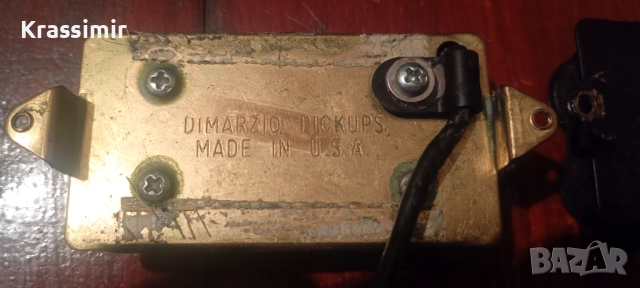 Krassimir
DIMARZIO PICKUPS
MADE IN U.S.A.
BAZAR